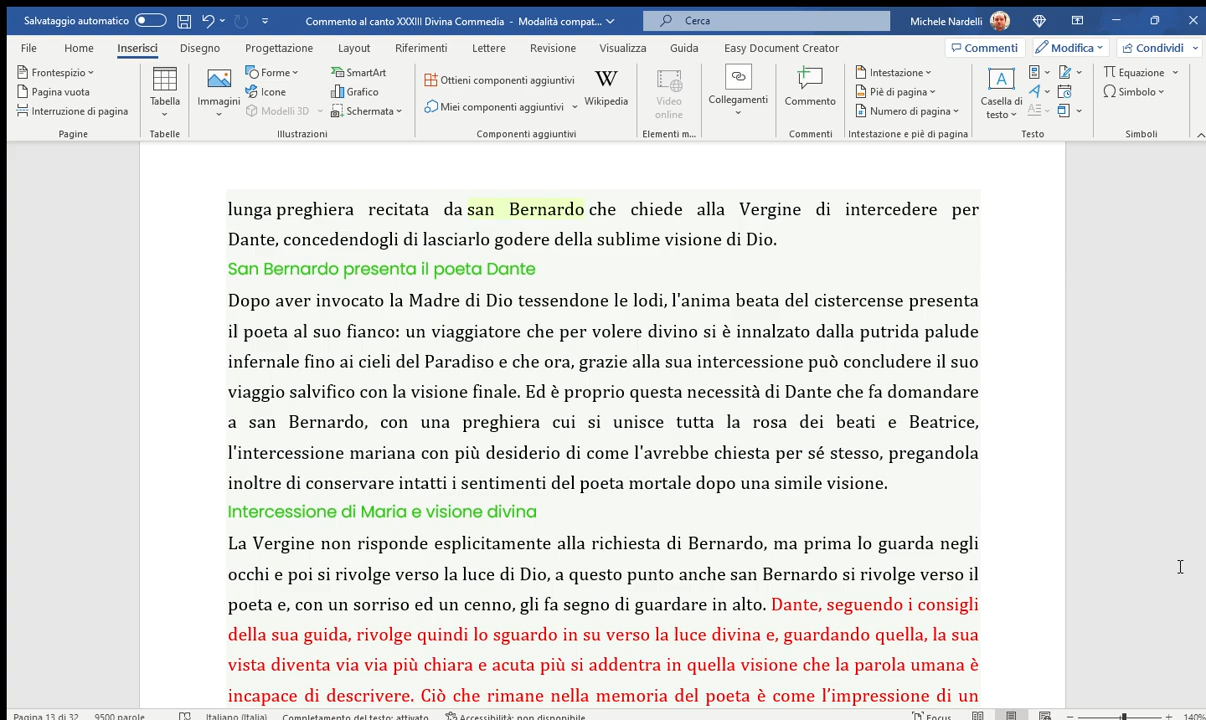 Salvataggio automatico Commento al canto XXXIII Divina Commedia - Modalità compat... Cerca Michele Nardelli
File Home Inserisci Disegno Progettazione Layout Riferimenti Lettere Revisione Visualizza Guida Easy Document Creator Commenti Modifica Condividi
Frontespizio
Pagina vuota
Interruzione di pagina
Pagine
Tabella
Tabelle
Immagini
Forme
Icone
Modelli 3D
SmartArt
Grafico
Schermata
Illustrazioni
Ottieni componenti aggiuntivi
Miei componenti aggiuntivi
W
Wikipedia
Componenti aggiuntivi
Video
online
Elementi m...
Collegamenti
Commento
Commenti
Intestazione
Piè di pagina
Numero di pagina
Intestazione e piè di pagina
A
Casella di
testo
Testo
Equazione
Simbolo
Simboli
lunga preghiera recitata da san Bernardo che chiede alla Vergine di intercedere per
Dante, concedendogli di lasciarlo godere della sublime visione di Dio.
San Bernardo presenta il poeta Dante
Dopo aver invocato la Madre di Dio tessendone le lodi, l'anima beata del cistercense presenta
il poeta al suo fianco: un viaggiatore che per volere divino si è innalzato dalla putrida palude
infernale fino ai cieli del Paradiso e che ora, grazie alla sua intercessione può concludere il suo
viaggio salvifico con la visione finale. Ed è proprio questa necessità di Dante che fa domandare
a san Bernardo, con una preghiera cui si unisce tutta la rosa dei beati e Beatrice,
l'intercessione mariana con più desiderio di come l'avrebbe chiesta per sé stesso, pregandola
inoltre di conservare intatti i sentimenti del poeta mortale dopo una simile visione.
Intercessione di Maria e visione divina
La Vergine non risponde esplicitamente alla richiesta di Bernardo, ma prima lo guarda negli
occhi e poi si rivolge verso la luce di Dio, a questo punto anche san Bernardo si rivolge verso il
poeta e, con un sorriso ed un cenno, gli fa segno di guardare in alto. Dante, seguendo i consigli
della sua guida, rivolge quindi lo sguardo in su verso la luce divina e, guardando quella, la sua
vista diventa via via più chiara e acuta più si addentra in quella visione che la parola umana è
incapace di descrivere. Ciò che rimane nella memoria del poeta è come l'impressione di un
Pagina 13 di 32 9500 parole Italiano (Italia) Completamento del testo: attivato Accessibilità: non disponibile Focus 140%